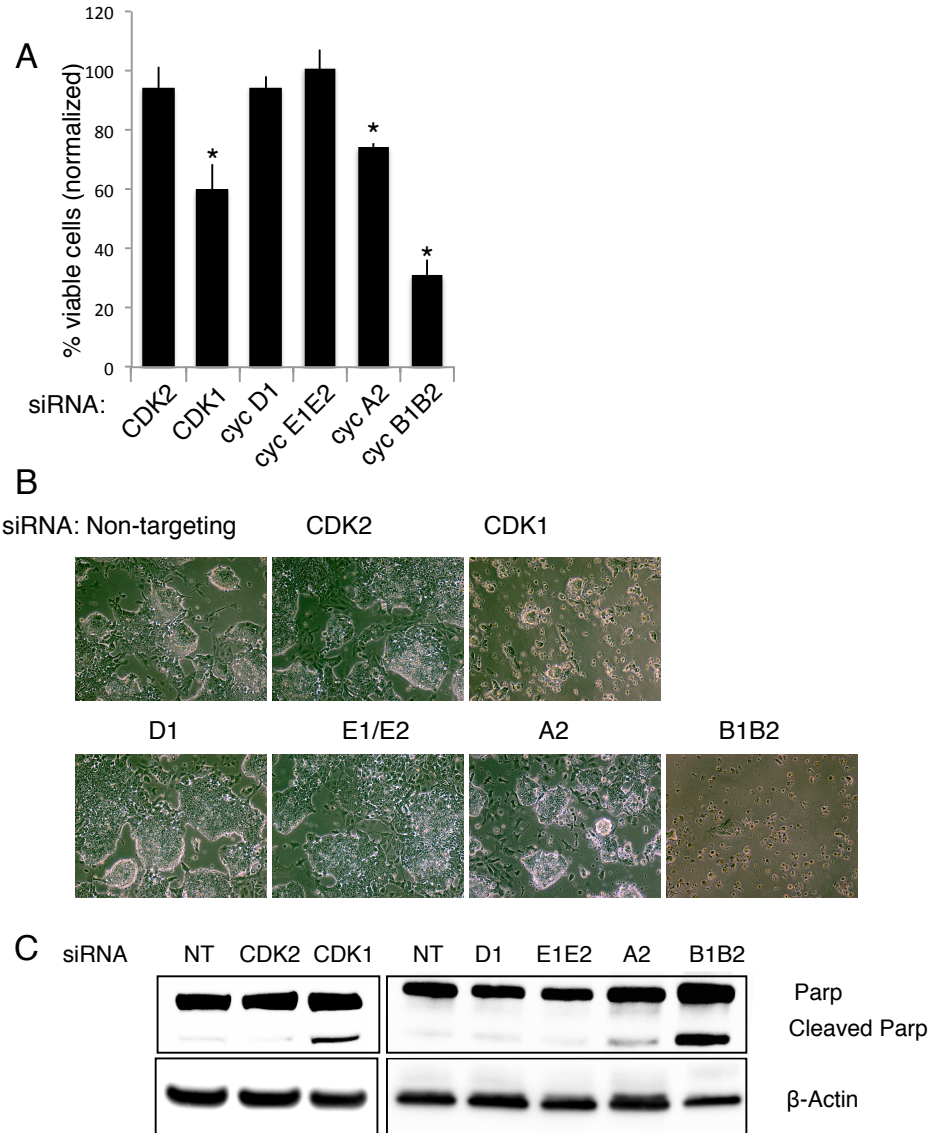 A
% viable cells (normalized)
120
100
80
60
40
20
0
*
*
*
siRNA:
CDK2
CDK1
cyc D1
cyc E1E2
cyc A2
cyc B1B2
B
siRNA: Non-targeting CDK2 CDK1
D1 E1/E2 A2 B1B2
C siRNA NT CDK2 CDK1 NT D1 E1E2 A2 B1B2
Parp
Cleaved Parp
β-Actin